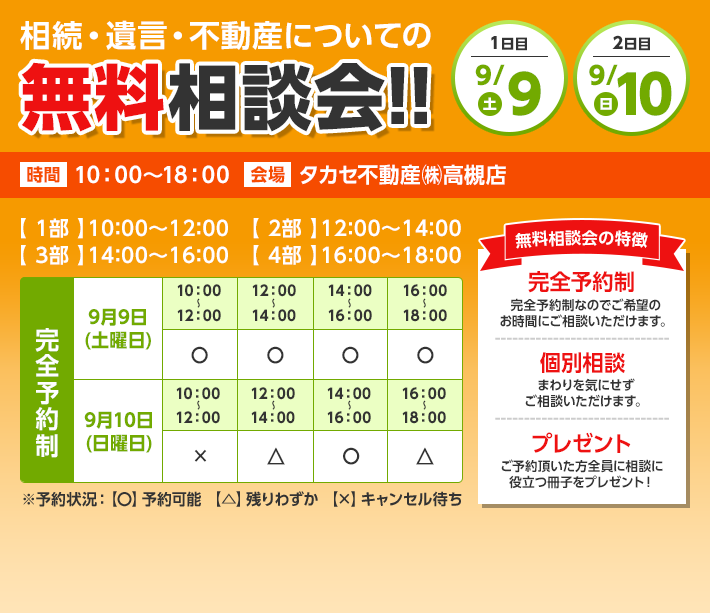 相続・遺言・不動産についての
無料相談会!!
1日目
9/9
土
2日目
9/10
日
時間 10:00〜18:00 会場 タカセ不動産㈱高槻店
【 1部 】10:00〜12:00 【 2部 】12:00〜14:00
【 3部 】14:00〜16:00 【 4部 】16:00〜18:00
完全予約制
9月9日
(土曜日)
10:00〜12:00 12:00〜14:00 14:00〜16:00 16:00〜18:00
○ ○ ○ ○
9月10日
(日曜日)
10:00〜12:00 12:00〜14:00 14:00〜16:00 16:00〜18:00
× △ ○ △
※予約状況:【○】予約可能 【△】残りわずか 【×】キャンセル待ち
無料相談会の特徴
完全予約制
完全予約制なのでご希望の
お時間にご相談いただけます。
個別相談
まわりを気にせず
ご相談いただけます。
プレゼント
ご予約頂いた方全員に相談に
役立つ冊子をプレゼント!